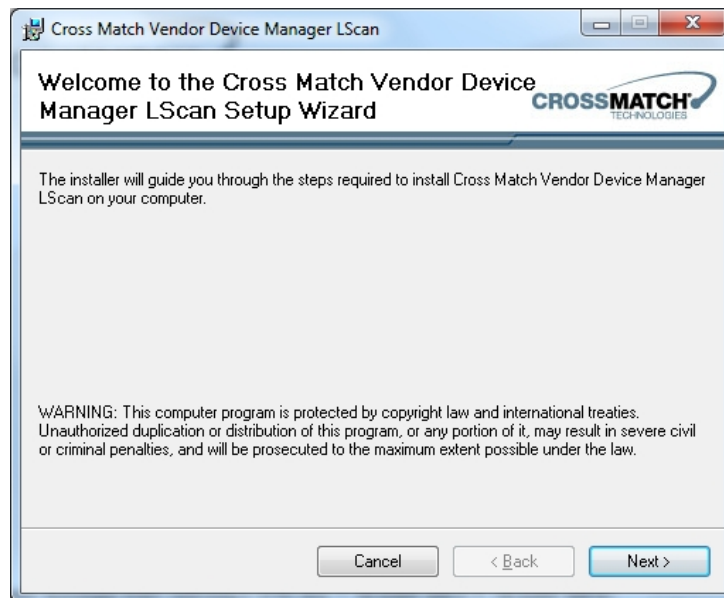 Cross Match Vendor Device Manager LScan
Welcome to the Cross Match Vendor Device
Manager LScan Setup Wizard
CROSSMATCH
TECHNOLOGIES
The installer will guide you through the steps required to install Cross Match Vendor Device Manager
LScan on your computer.
WARNING: This computer program is protected by copyright law and international treaties.
Unauthorized duplication or distribution of this program, or any portion of it, may result in severe civil
or criminal penalties, and will be prosecuted to the maximum extent possible under the law.
Cancel
< Back
Next >